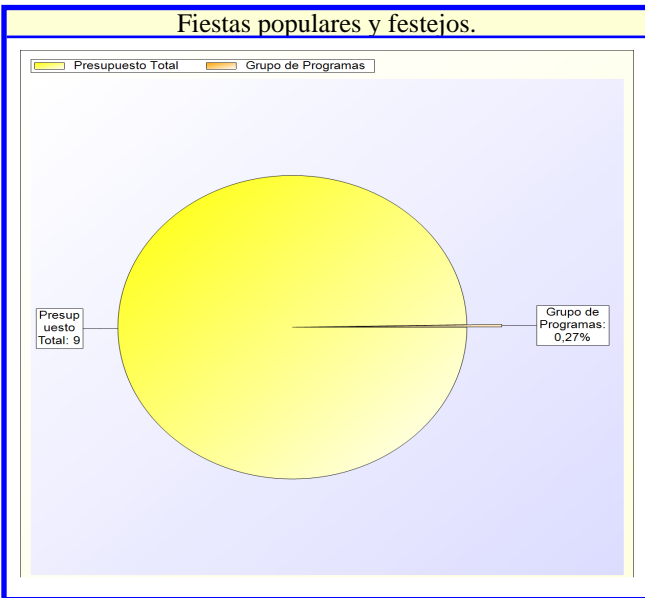 Fiestas populares y festejos.
Presupuesto Total Grupo de Programas
Presup
uesto
Total: 9
Grupo de
Programas:
0,27%